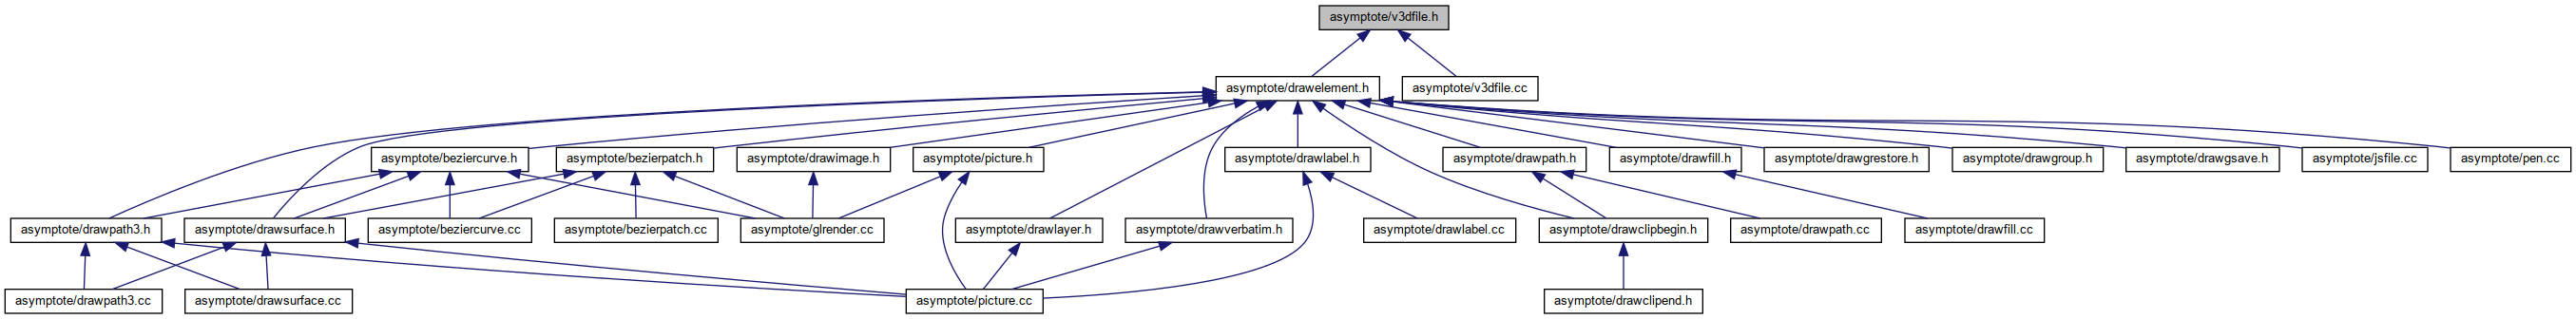 asymptote/v3dfile.h
asymptote/drawelement.h
asymptote/v3dfile.cc
asymptote/beziercurve.h
asymptote/bezierpatch.h
asymptote/drawimage.h
asymptote/picture.h
asymptote/drawlabel.h
asymptote/drawpath.h
asymptote/drawfill.h
asymptote/drawgrestore.h
asymptote/drawgroup.h
asymptote/drawgsave.h
asymptote/jsfile.cc
asymptote/pen.cc
asymptote/drawpath3.h
asymptote/drawsurface.h
asymptote/beziercurve.cc
asymptote/bezierpatch.cc
asymptote/glrender.cc
asymptote/drawlayer.h
asymptote/drawverbatim.h
asymptote/drawlabel.cc
asymptote/drawclipbegin.h
asymptote/drawpath.cc
asymptote/drawfill.cc
asymptote/drawpath3.cc
asymptote/drawsurface.cc
asymptote/picture.cc
asymptote/drawclipend.h